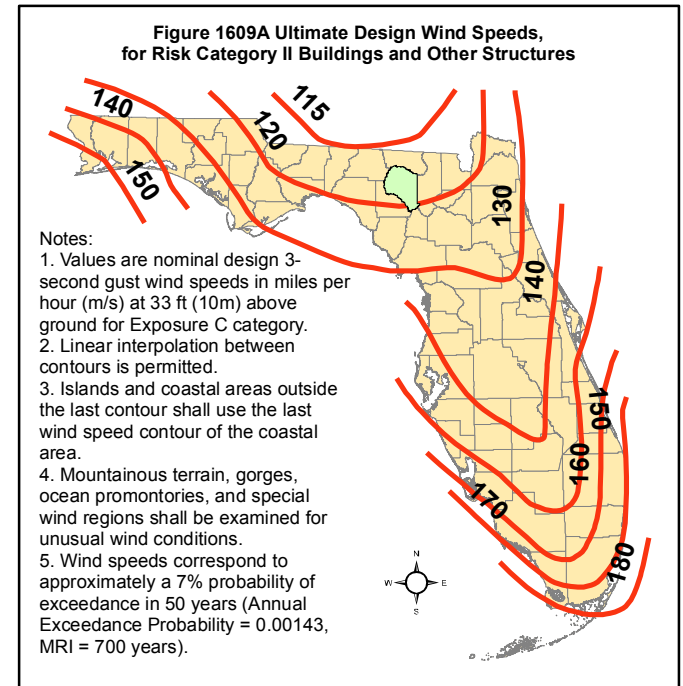 Figure 1609A Ultimate Design Wind Speeds,
for Risk Category II Buildings and Other Structures
115
140
120
150
130
140
150
160
170
180
Notes:
1. Values are nominal design 3-
second gust wind speeds in miles per
hour (m/s) at 33 ft (10m) above
ground for Exposure C category.
2. Linear interpolation between
contours is permitted.
3. Islands and coastal areas outside
the last contour shall use the last
wind speed contour of the coastal
area.
4. Mountainous terrain, gorges,
ocean promontories, and special
wind regions shall be examined for
unusual wind conditions.
5. Wind speeds correspond to
approximately a 7% probability of
exceedance in 50 years (Annual
Exceedance Probability = 0.00143,
MRI = 700 years).
N
W
E
S